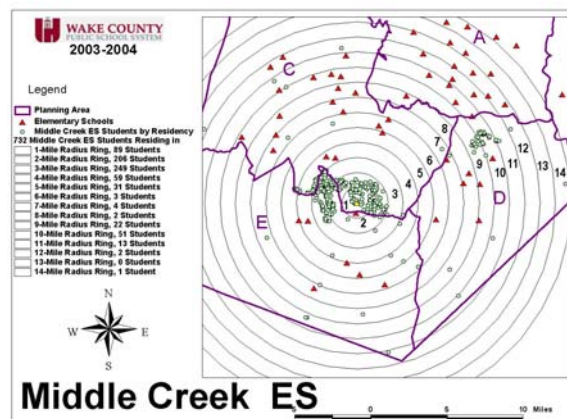 WAKE COUNTY
PUBLIC SCHOOL SYSTEM
2003-2004
Legend
Planning Area
Elementary Schools
Middle Creek ES Students by Residency
732 Middle Creek ES Students Residing in
1-Mile Radius Ring, 89 Students
2-Mile Radius Ring, 206 Students
3-Mile Radius Ring, 249 Students
4-Mile Radius Ring, 59 Students
5-Mile Radius Ring, 31 Students
6-Mile Radius Ring, 3 Students
7-Mile Radius Ring, 4 Students
8-Mile Radius Ring, 2 Students
9-Mile Radius Ring, 22 Students
10-Mile Radius Ring, 51 Students
11-Mile Radius Ring, 13 Students
12-Mile Radius Ring, 2 Students
13-Mile Radius Ring, 0 Students
14-Mile Radius Ring, 1 Student
N
W E
S
A
C
D
E
1
2
3
4
5
6
7
8
9
10
11
12
13
14
Middle Creek ES
0 5 10 Miles